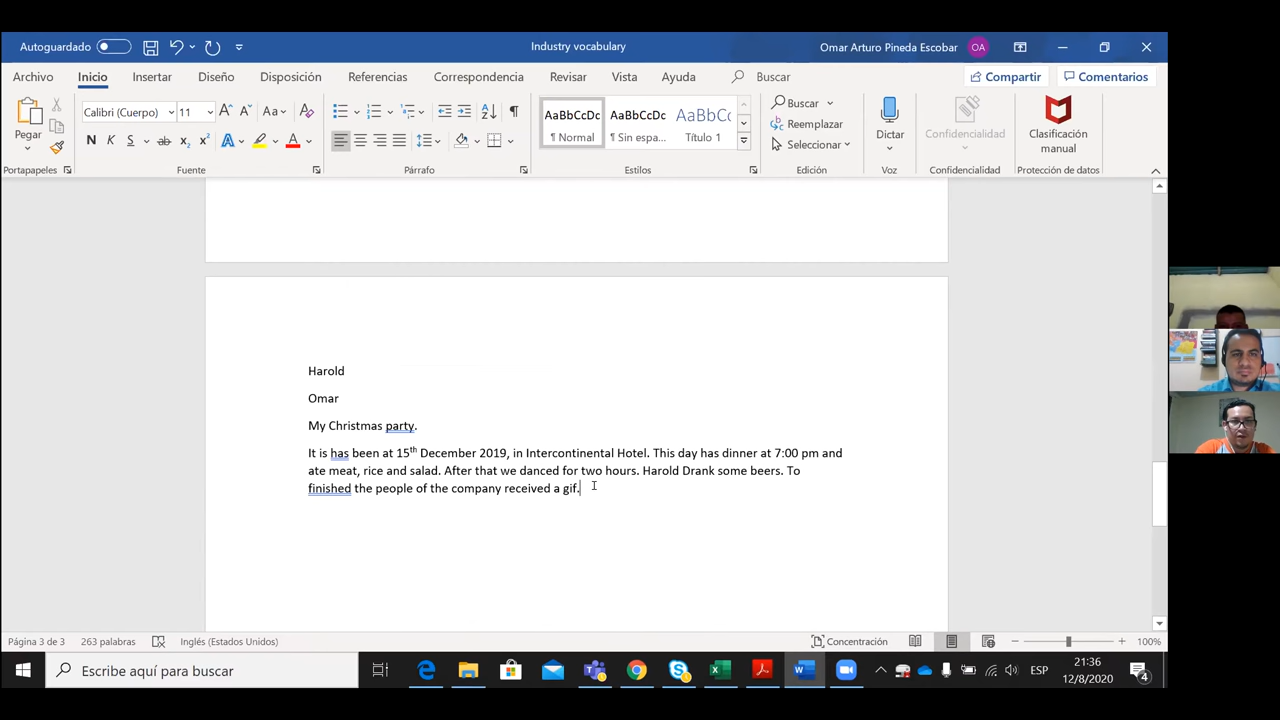 Autoguardado
Industry vocabulary
Omar Arturo Pineda Escobar
OA
Archivo Inicio Insertar Diseño Disposición Referencias Correspondencia Revisar Vista Ayuda Buscar
Compartir Comentarios
Pegar
Calibri (Cuerpo) 11
Aa
N K S ab x₂ x² A A
AaBbCcDc AaBbCcDc AaBbCc
¶ Normal ¶ Sin espa... Título 1
Buscar
Reemplazar
Seleccionar
Dictar
Confidencialidad
Clasificación manual
Portapapeles Fuente Párrafo Estilos Edición Voz Confidencialidad Protección de datos
Harold
Omar
My Christmas party.
It is has been at 15th December 2019, in Intercontinental Hotel. This day has dinner at 7:00 pm and
ate meat, rice and salad. After that we danced for two hours. Harold Drank some beers. To
finished the people of the company received a gif.
Página 3 de 3 263 palabras Inglés (Estados Unidos) Concentración 100%
Escribe aquí para buscar
ESP
21:36
12/8/2020
4